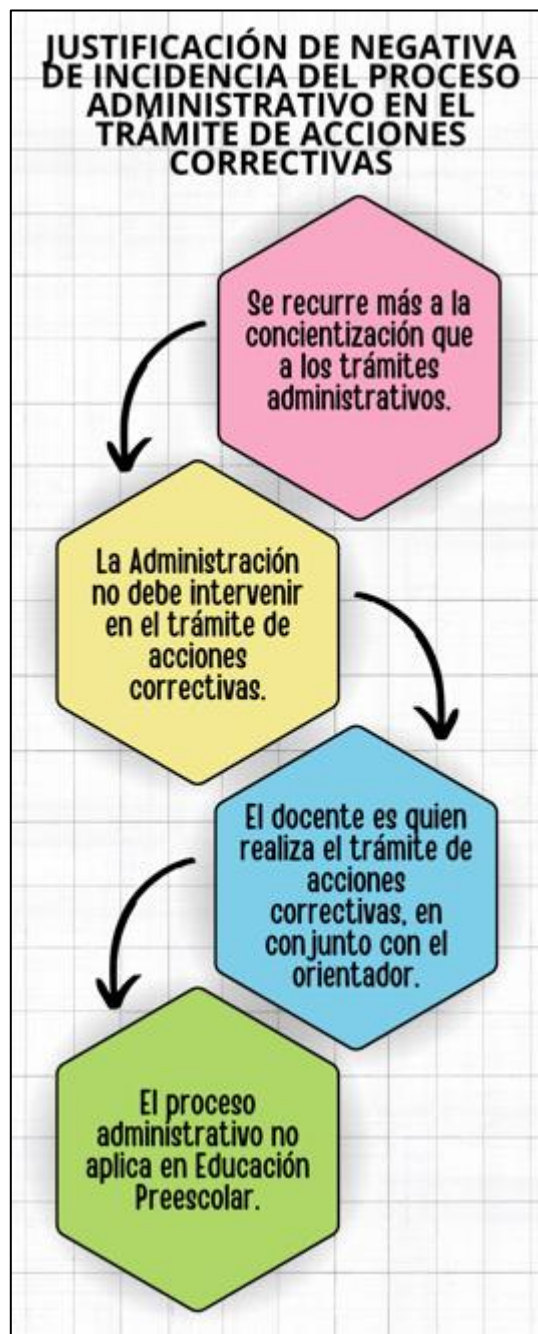 JUSTIFICACIÓN DE NEGATIVA
DE INCIDENCIA DEL PROCESO
ADMINISTRATIVO EN EL
TRÁMITE DE ACCIONES
CORRECTIVAS
Se recurre más a la
concientización que
a los trámites
administrativos.
La Administración
no debe intervenir
en el trámite de
acciones
correctivas.
El docente es quien
realiza el trámite de
acciones
correctivas, en
conjunto con el
orientador.
El proceso
administrativo no
aplica en Educación
Preescolar.